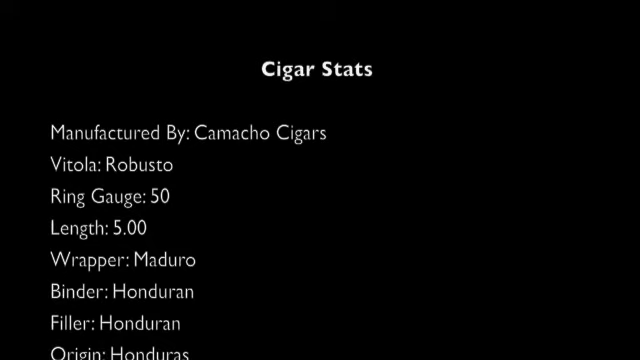 Cigar Stats
Manufactured By: Camacho Cigars
Vitola: Robusto
Ring Gauge: 50
Length: 5.00
Wrapper: Maduro
Binder: Honduran
Filler: Honduran
Origin: Honduras